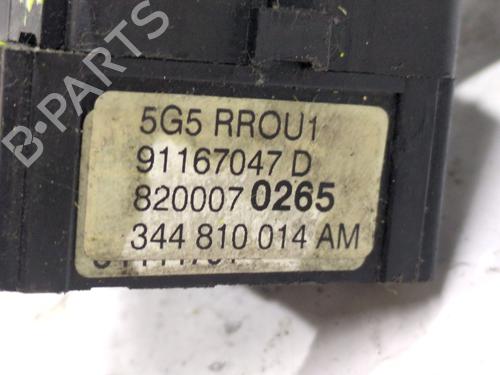 5G5 RROU1
91167047 D
820007 0265
344 810 014 AM
B-PARTS